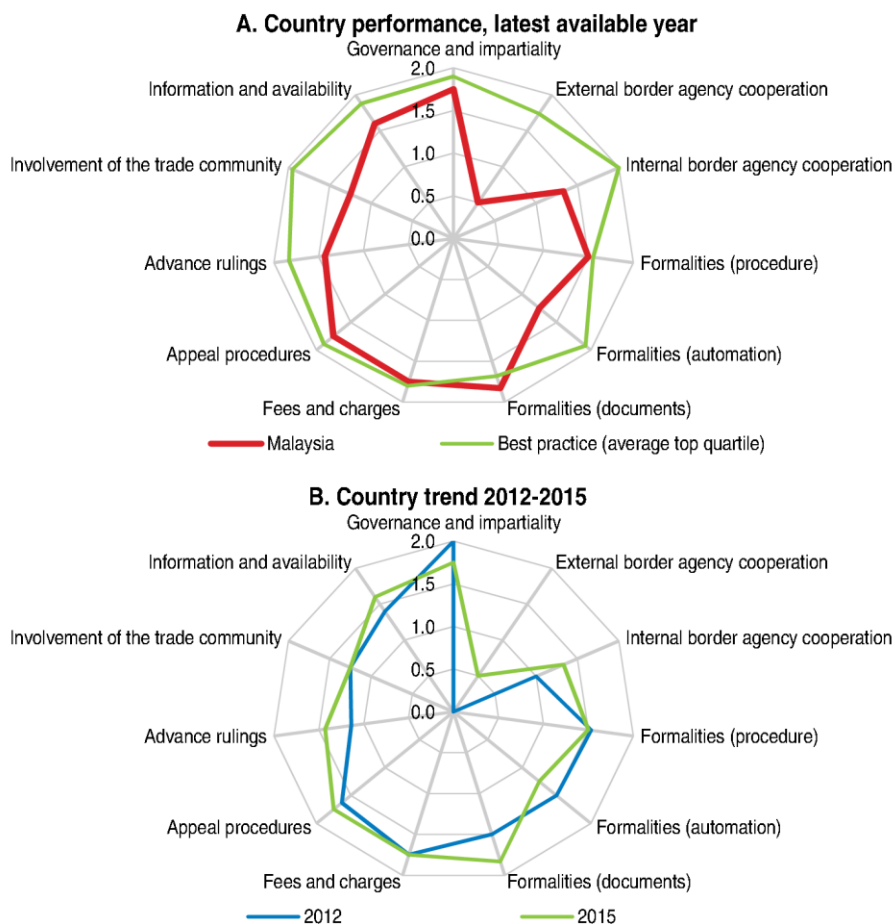 A. Country performance, latest available year
Governance and impartiality
2.0
Information and availability
External border agency cooperation
1.5
Involvement of the trade community
1.0
Internal border agency cooperation
0.5
Advance rulings
0.0
Formalities (procedure)
Appeal procedures
Formalities (automation)
Fees and charges
Formalities (documents)
Malaysia
Best practice (average top quartile)
B. Country trend 2012-2015
Governance and impartiality
2.0
Information and availability
External border agency cooperation
1.5
Involvement of the trade community
1.0
Internal border agency cooperation
0.5
Advance rulings
0.0
Formalities (procedure)
Appeal procedures
Formalities (automation)
Fees and charges
Formalities (documents)
2012
2015